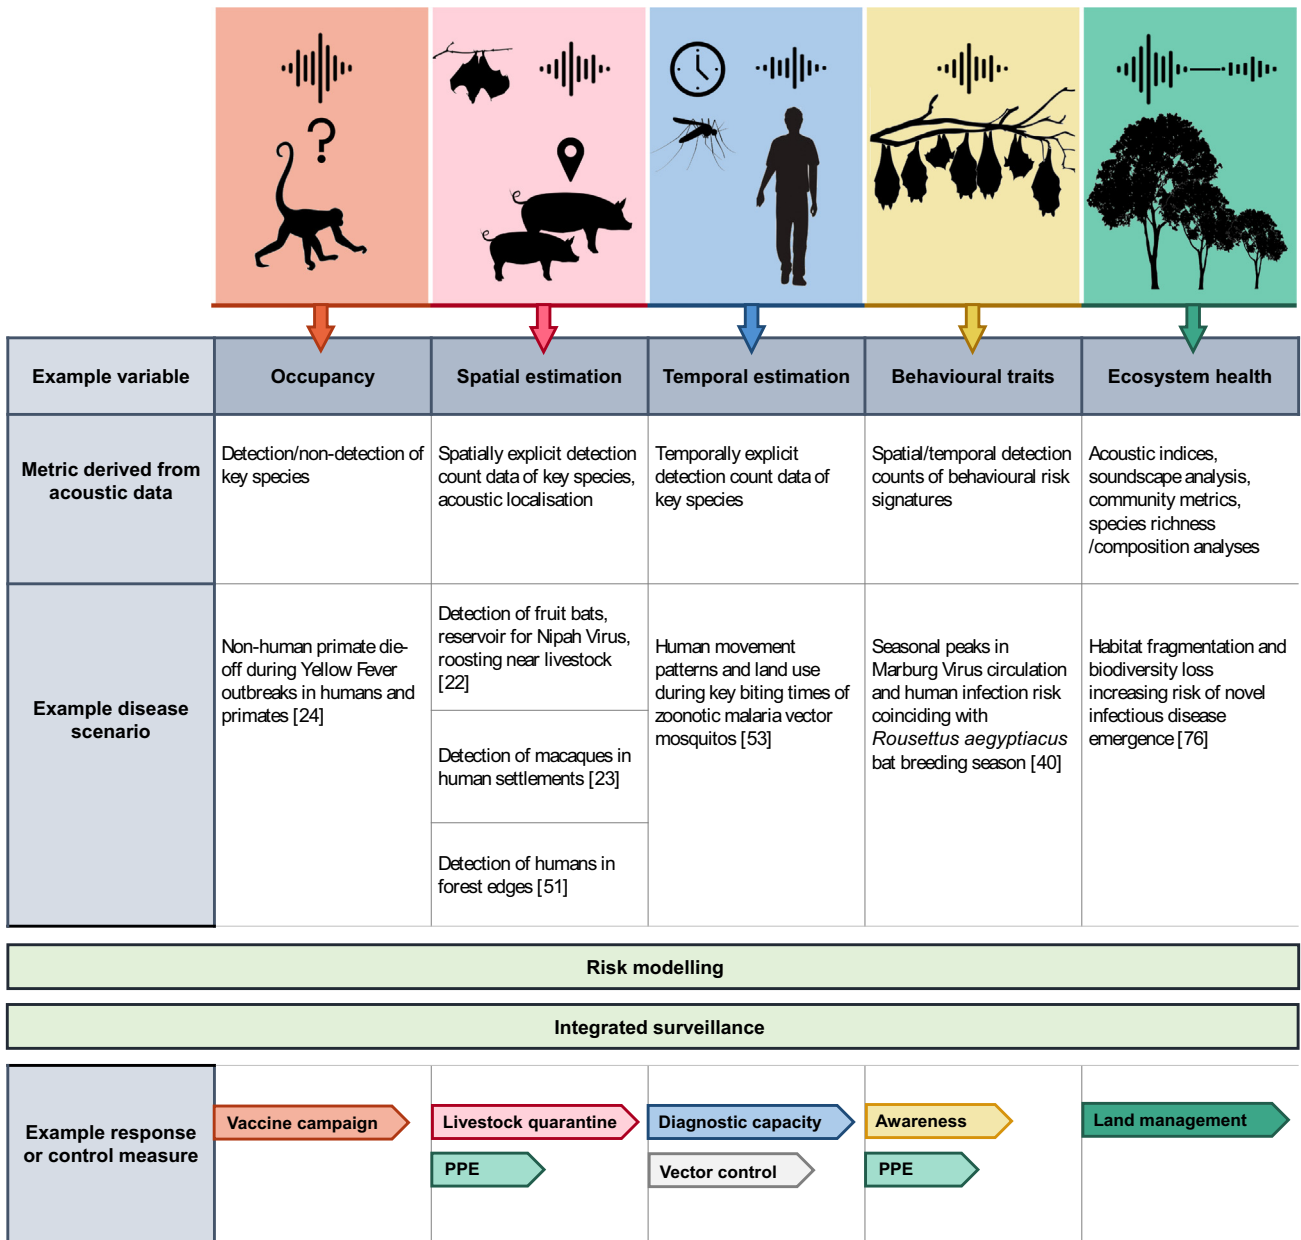 ?
Example variable
Occupancy
Spatial estimation
Temporal estimation
Behavioural traits
Ecosystem health
Metric derived from
acoustic data
Detection/non-detection of
key species
Spatially explicit detection
count data of key species,
acoustic localisation
Temporally explicit
detection count data of
key species
Spatial/temporal detection
counts of behavioural risk
signatures
Acoustic indices,
soundscape analysis,
community metrics,
species richness
/composition analyses
Example disease
scenario
Non-human primate die-
off during Yellow Fever
outbreaks in humans and
primates [24]
Detection of fruit bats,
reservoir for Nipah Virus,
roosting near livestock
[22]
Detection of macaques in
human settlements [23]
Detection of humans in
forest edges [51]
Human movement
patterns and land use
during key biting times of
zoonotic malaria vector
mosquitos [53]
Seasonal peaks in
Marburg Virus circulation
and human infection risk
coinciding with
Rousettus aegyptiacus
bat breeding season [40]
Habitat fragmentation and
biodiversity loss
increasing risk of novel
infectious disease
emergence [76]
Risk modelling
Integrated surveillance
Example response
or control measure
Vaccine campaign
Livestock quarantine
PPE
Diagnostic capacity
Vector control
Awareness
PPE
Land management